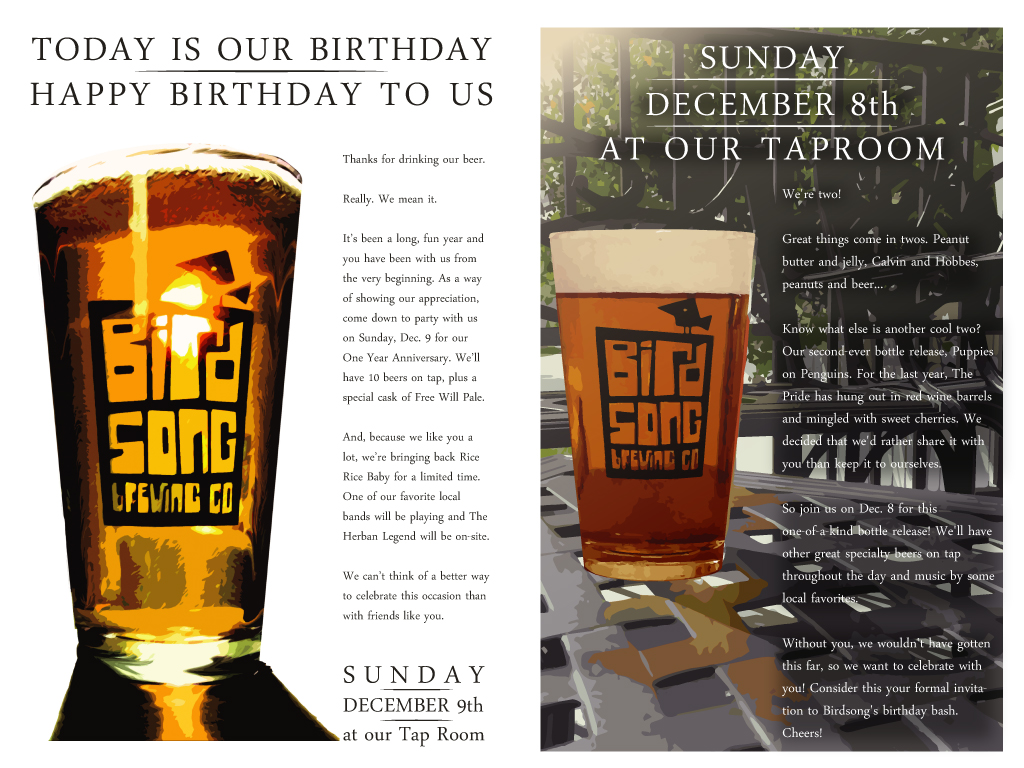 TODAY IS OUR BIRTHDAY
HAPPY BIRTHDAY TO US
Thanks for drinking our beer.
Really. We mean it.
It's been a long, fun year and
you have been with us from
the very beginning. As a way
of showing our appreciation,
come down to party with us
on Sunday, Dec. 9 for our
One Year Anniversary. We'll
have 10 beers on tap, plus a
special cask of Free Will Pale.
And, because we like you a
lot, we're bringing back Rice
Rice Baby for a limited time.
One of our favorite local
bands will be playing and The
Herban Legend will be on-site.
We can't think of a better way
to celebrate this occasion than
with friends like you.
SUNDAY
DECEMBER 9th
at our Tap Room
Bird
SONG
brEWING CO
SUNDAY
DECEMBER 8th
AT OUR TAPROOM
We're two!
Great things come in twos. Peanut
butter and jelly, Calvin and Hobbes,
peanuts and beer...
Know what else is another cool two?
Our second-ever bottle release, Puppies
on Penguins. For the last year, The
Pride has hung out in red wine barrels
and mingled with sweet cherries. We
decided that we'd rather share it with
you than keep it to ourselves.
So join us on Dec. 8 for this
one-of-a-kind bottle release! We'll have
other great specialty beers on tap
throughout the day and music by some
local favorites.
Without you, we wouldn't have gotten
this far, so we want to celebrate with
you! Consider this your formal invita-
tion to Birdsong's birthday bash.
Cheers!
Bird
SONG
brEWING CO